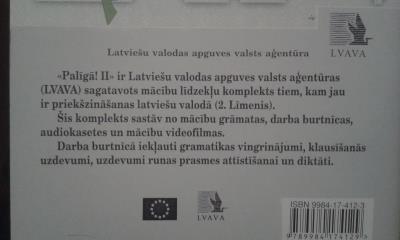 LVAVA
Latviešu valodas apguves valsts aģentūra
«Palīgā! II» ir Latviešu valodas apguves valsts aģentūras
(LVAVA) sagatavots mācību līdzekļu komplekts tiem, kam jau
ir priekšzināšanas latviešu valodā (2. Līmenis).
Šis komplekts sastāv no mācību grāmatas, darba burtnīcas,
audiokasetes un mācību videofilmas.
Darba burtnīcā iekļauti gramatikas vingrinājumi, klausīšanās
uzdevumi, uzdevumi runas prasmes attīstīšanai un diktāti.
LVAVA
ISBN 9984-17-412-3
9 789984 174129